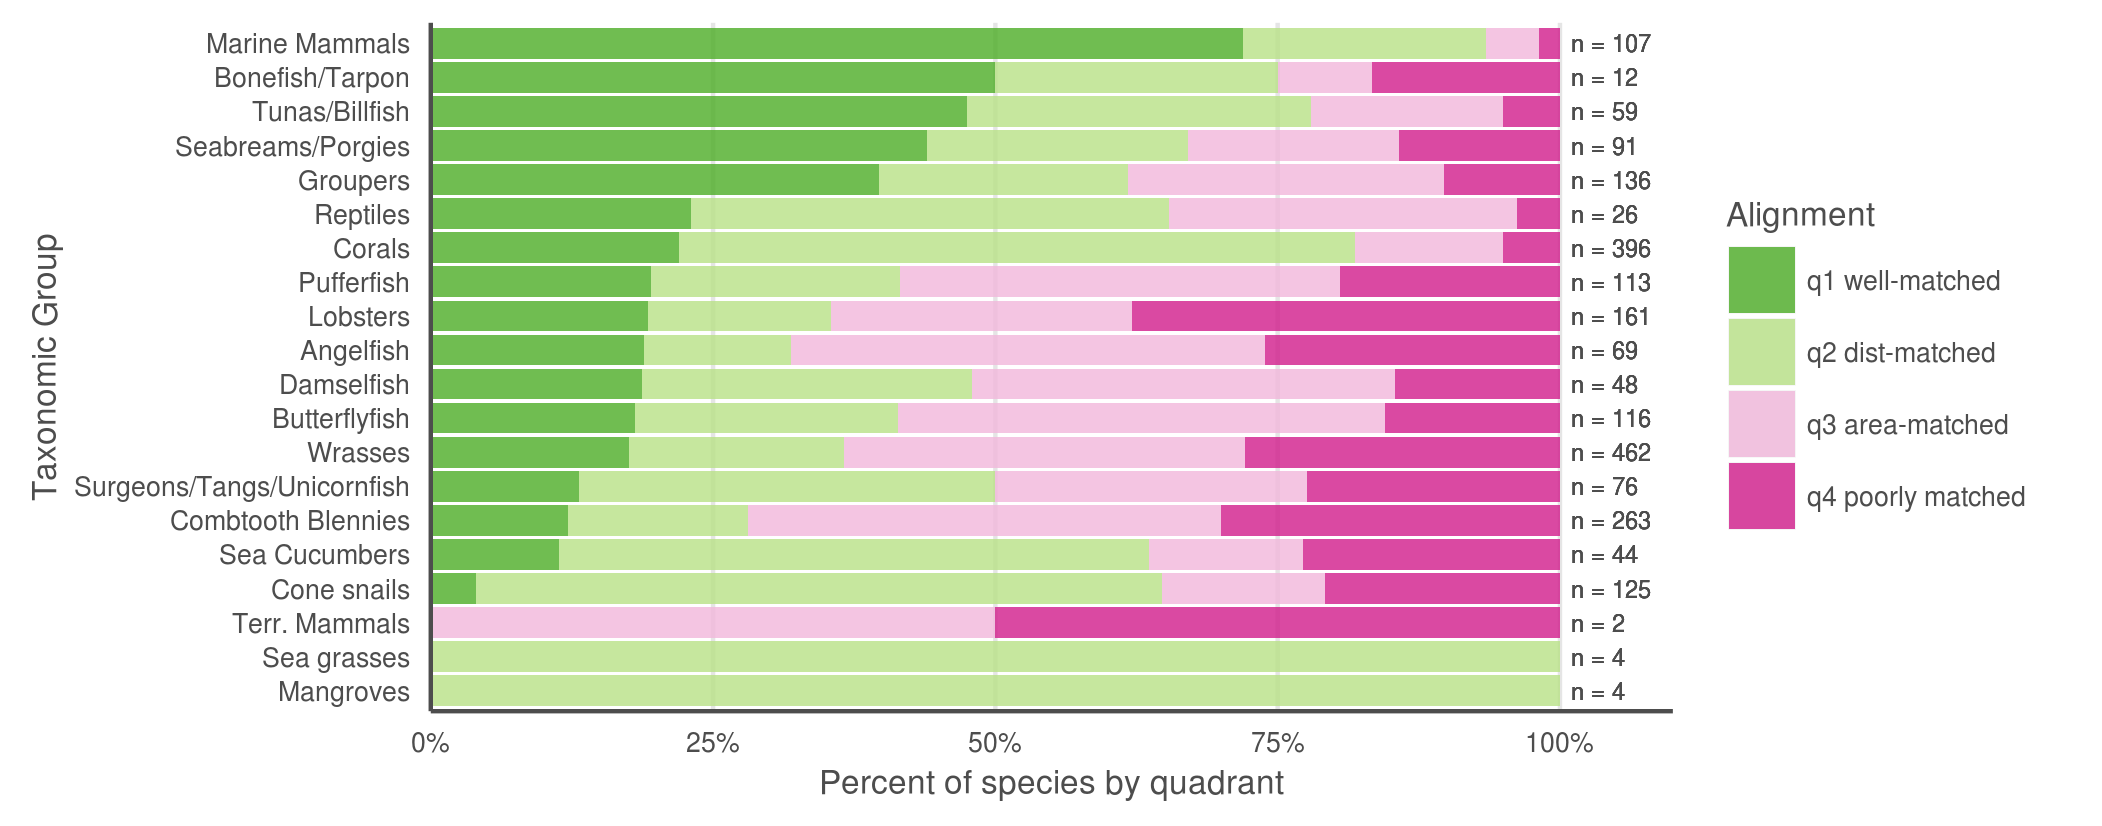 Taxonomic Group
Marine Mammals n = 107
Bonefish/Tarpon n = 12
Tunas/Billfish n = 59
Seabreams/Porgies n = 91
Groupers n = 136
Reptiles n = 26
Corals n = 396
Pufferfish n = 113
Lobsters n = 161
Angelfish n = 69
Damselfish n = 48
Butterflyfish n = 116
Wrasses n = 462
Surgeons/Tangs/Unicornfish n = 76
Combtooth Blennies n = 263
Sea Cucumbers n = 44
Cone snails n = 125
Terr. Mammals n = 2
Sea grasses n = 4
Mangroves n = 4
0% 25% 50% 75% 100%
Percent of species by quadrant
Alignment
q1 well-matched
q2 dist-matched
q3 area-matched
q4 poorly matched